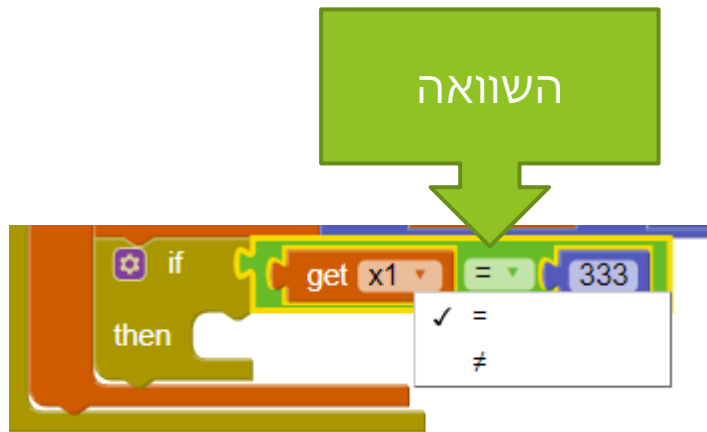 השוואה
if get x1 = 333
then
✓ =
≠